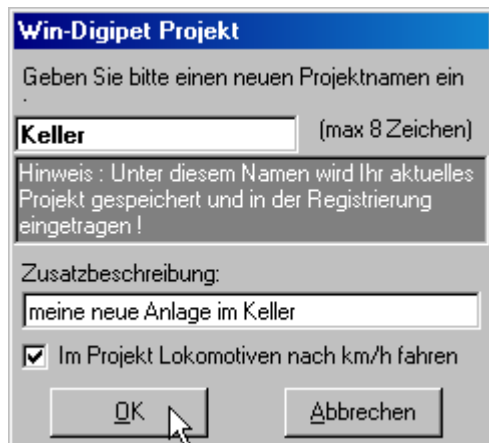 Win-Digipet Projekt
Geben Sie bitte einen neuen Projektnamen ein
:
Keller (max 8 Zeichen)
Hinweis : Unter diesem Namen wird Ihr aktuelles
Projekt gespeichert und in der Registrierung
eingetragen !
Zusatzbeschreibung:
meine neue Anlage im Keller
Im Projekt Lokomotiven nach km/h fahren
OK Abbrechen